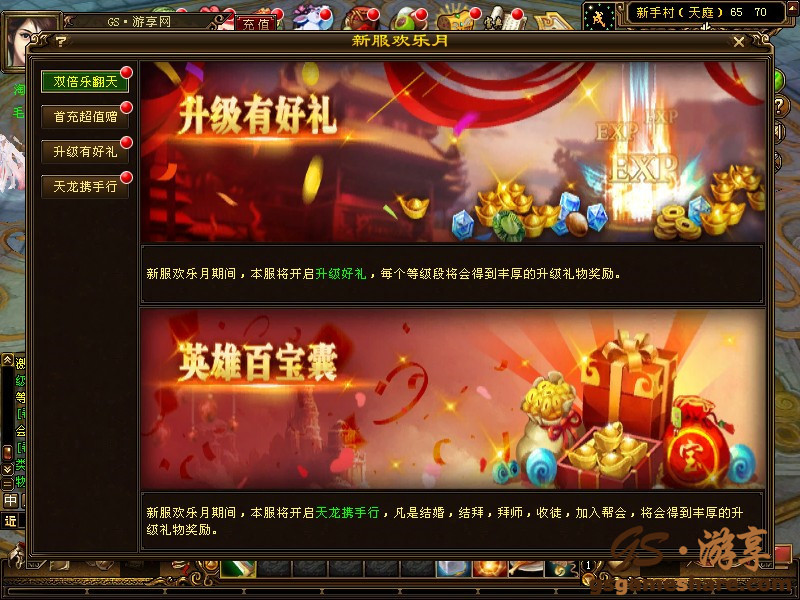 GS·游享网
充值
戌
新手村(天庭) 65 70
?
新服欢乐月
双倍乐翻天
首充超值赠
升级有好礼
天龙携手行
升级有好礼
EXP
EXP
EXP
新服欢乐月期间，本服将开启升级好礼，每个等级段将会得到丰厚的升级礼物奖励。
英雄百宝囊
宝
新服欢乐月期间，本服将开启天龙携手行，凡是结婚，结拜，拜师，收徒，加入帮会，将会得到丰厚的升
级礼物奖励。
申
近
GS·游享
1